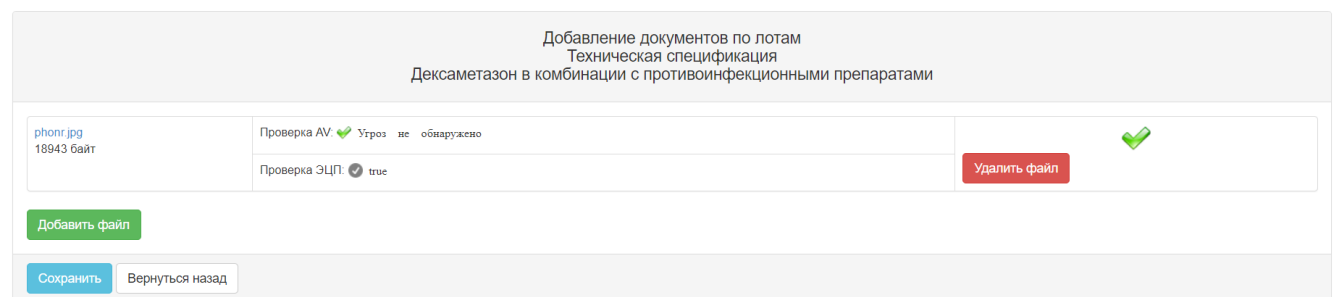 Добавление документов по лотам
Техническая спецификация
Дексаметазон в комбинации с противоинфекционными препаратами
phonr.jpg
18943 байт
Проверка AV: Угроз не обнаружено
Проверка ЭЦП: true
Удалить файл
Добавить файл
Сохранить Вернуться назад